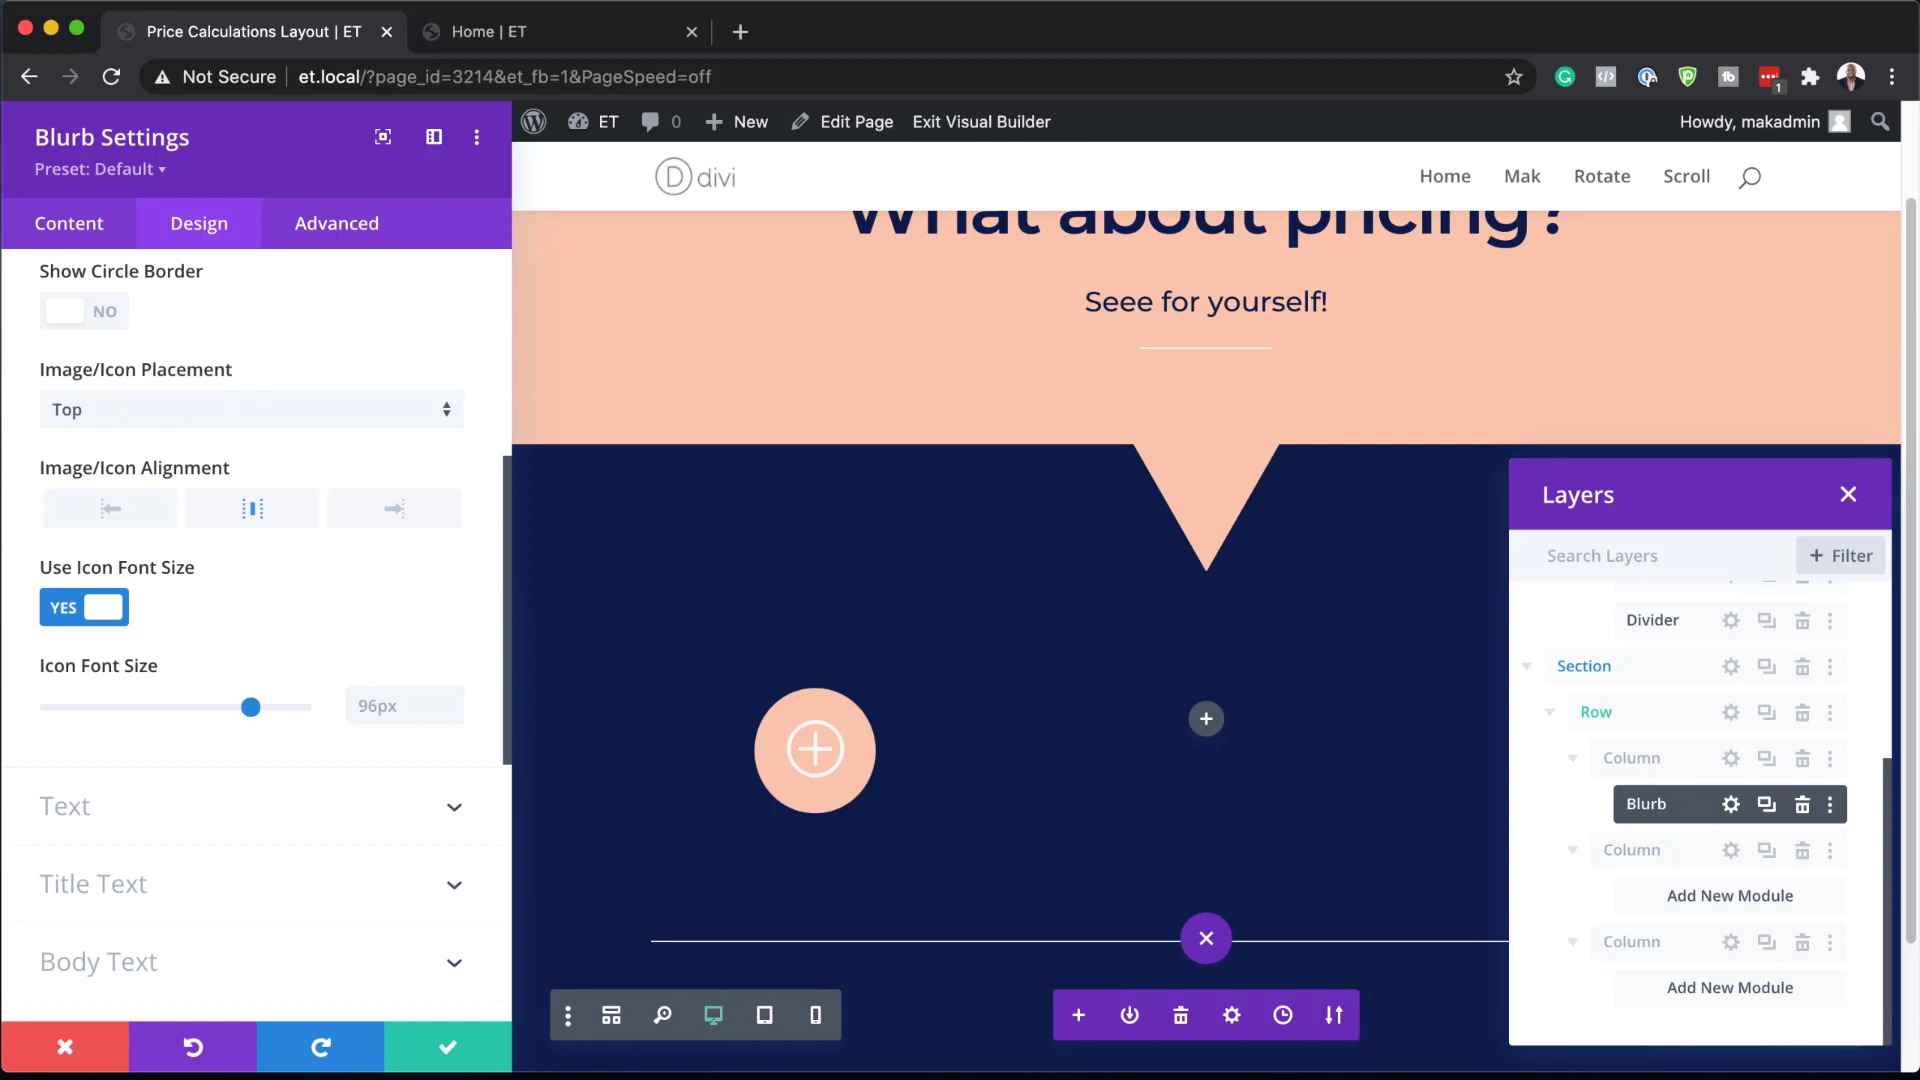 Price Calculations Layout | ET
Home | ET
Not Secure
et.local/?page_id=3214&et_fb=1&PageSpeed=off
1
Blurb Settings
Preset: Default
Content
Design
Advanced
Show Circle Border
NO
Image/Icon Placement
Top
Image/Icon Alignment
Use Icon Font Size
YES
Icon Font Size
96px
Text
Title Text
Body Text
ET
0
New
Edit Page
Exit Visual Builder
Howdy, makadmin
D divi
Home
Mak
Rotate
Scroll
What about pricing?
Seee for yourself!
Layers
Search Layers
Filter
Divider
Section
Row
Column
Blurb
Column
Add New Module
Column
Add New Module